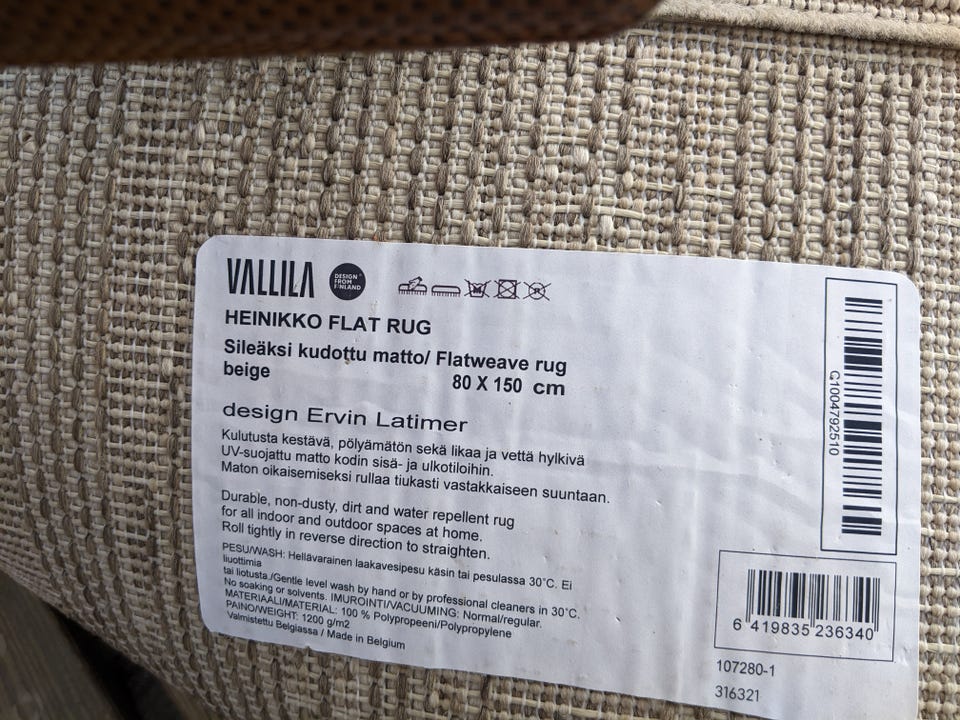 VALLILA
DESIGN
FROM
FINLAND
HEINIKKO FLAT RUG
Sileäksi kudottu matto/ Flatweave rug
beige 80 X 150 cm
design Ervin Latimer
Kulutusta kestävä, pölyämätön sekä likaa ja vettä hylkivä
UV-suojattu matto kodin sisä- ja ulkotiloihin.
Maton oikaisemiseksi rullaa tiukasti vastakkaiseen suuntaan.
Durable, non-dusty, dirt and water repellent rug
for all indoor and outdoor spaces at home.
Roll tightly in reverse direction to straighten.
PESU/WASH: Hellävarainen laakavesipesu käsin tai pesulassa 30°C. Ei
liuottimia
tai liotusta./Gentle level wash by hand or by professional cleaners in 30°C.
No soaking or solvents. IMUROINTI/VACUUMING: Normal/regular.
MATERIAALI/MATERIAL: 100 % Polypropeeni/Polypropylene
PAINO/WEIGHT: 1200 g/m2
Valmistettu Belgiassa / Made in Belgium
G1004792510
6 419835 236340
107280-1
316321